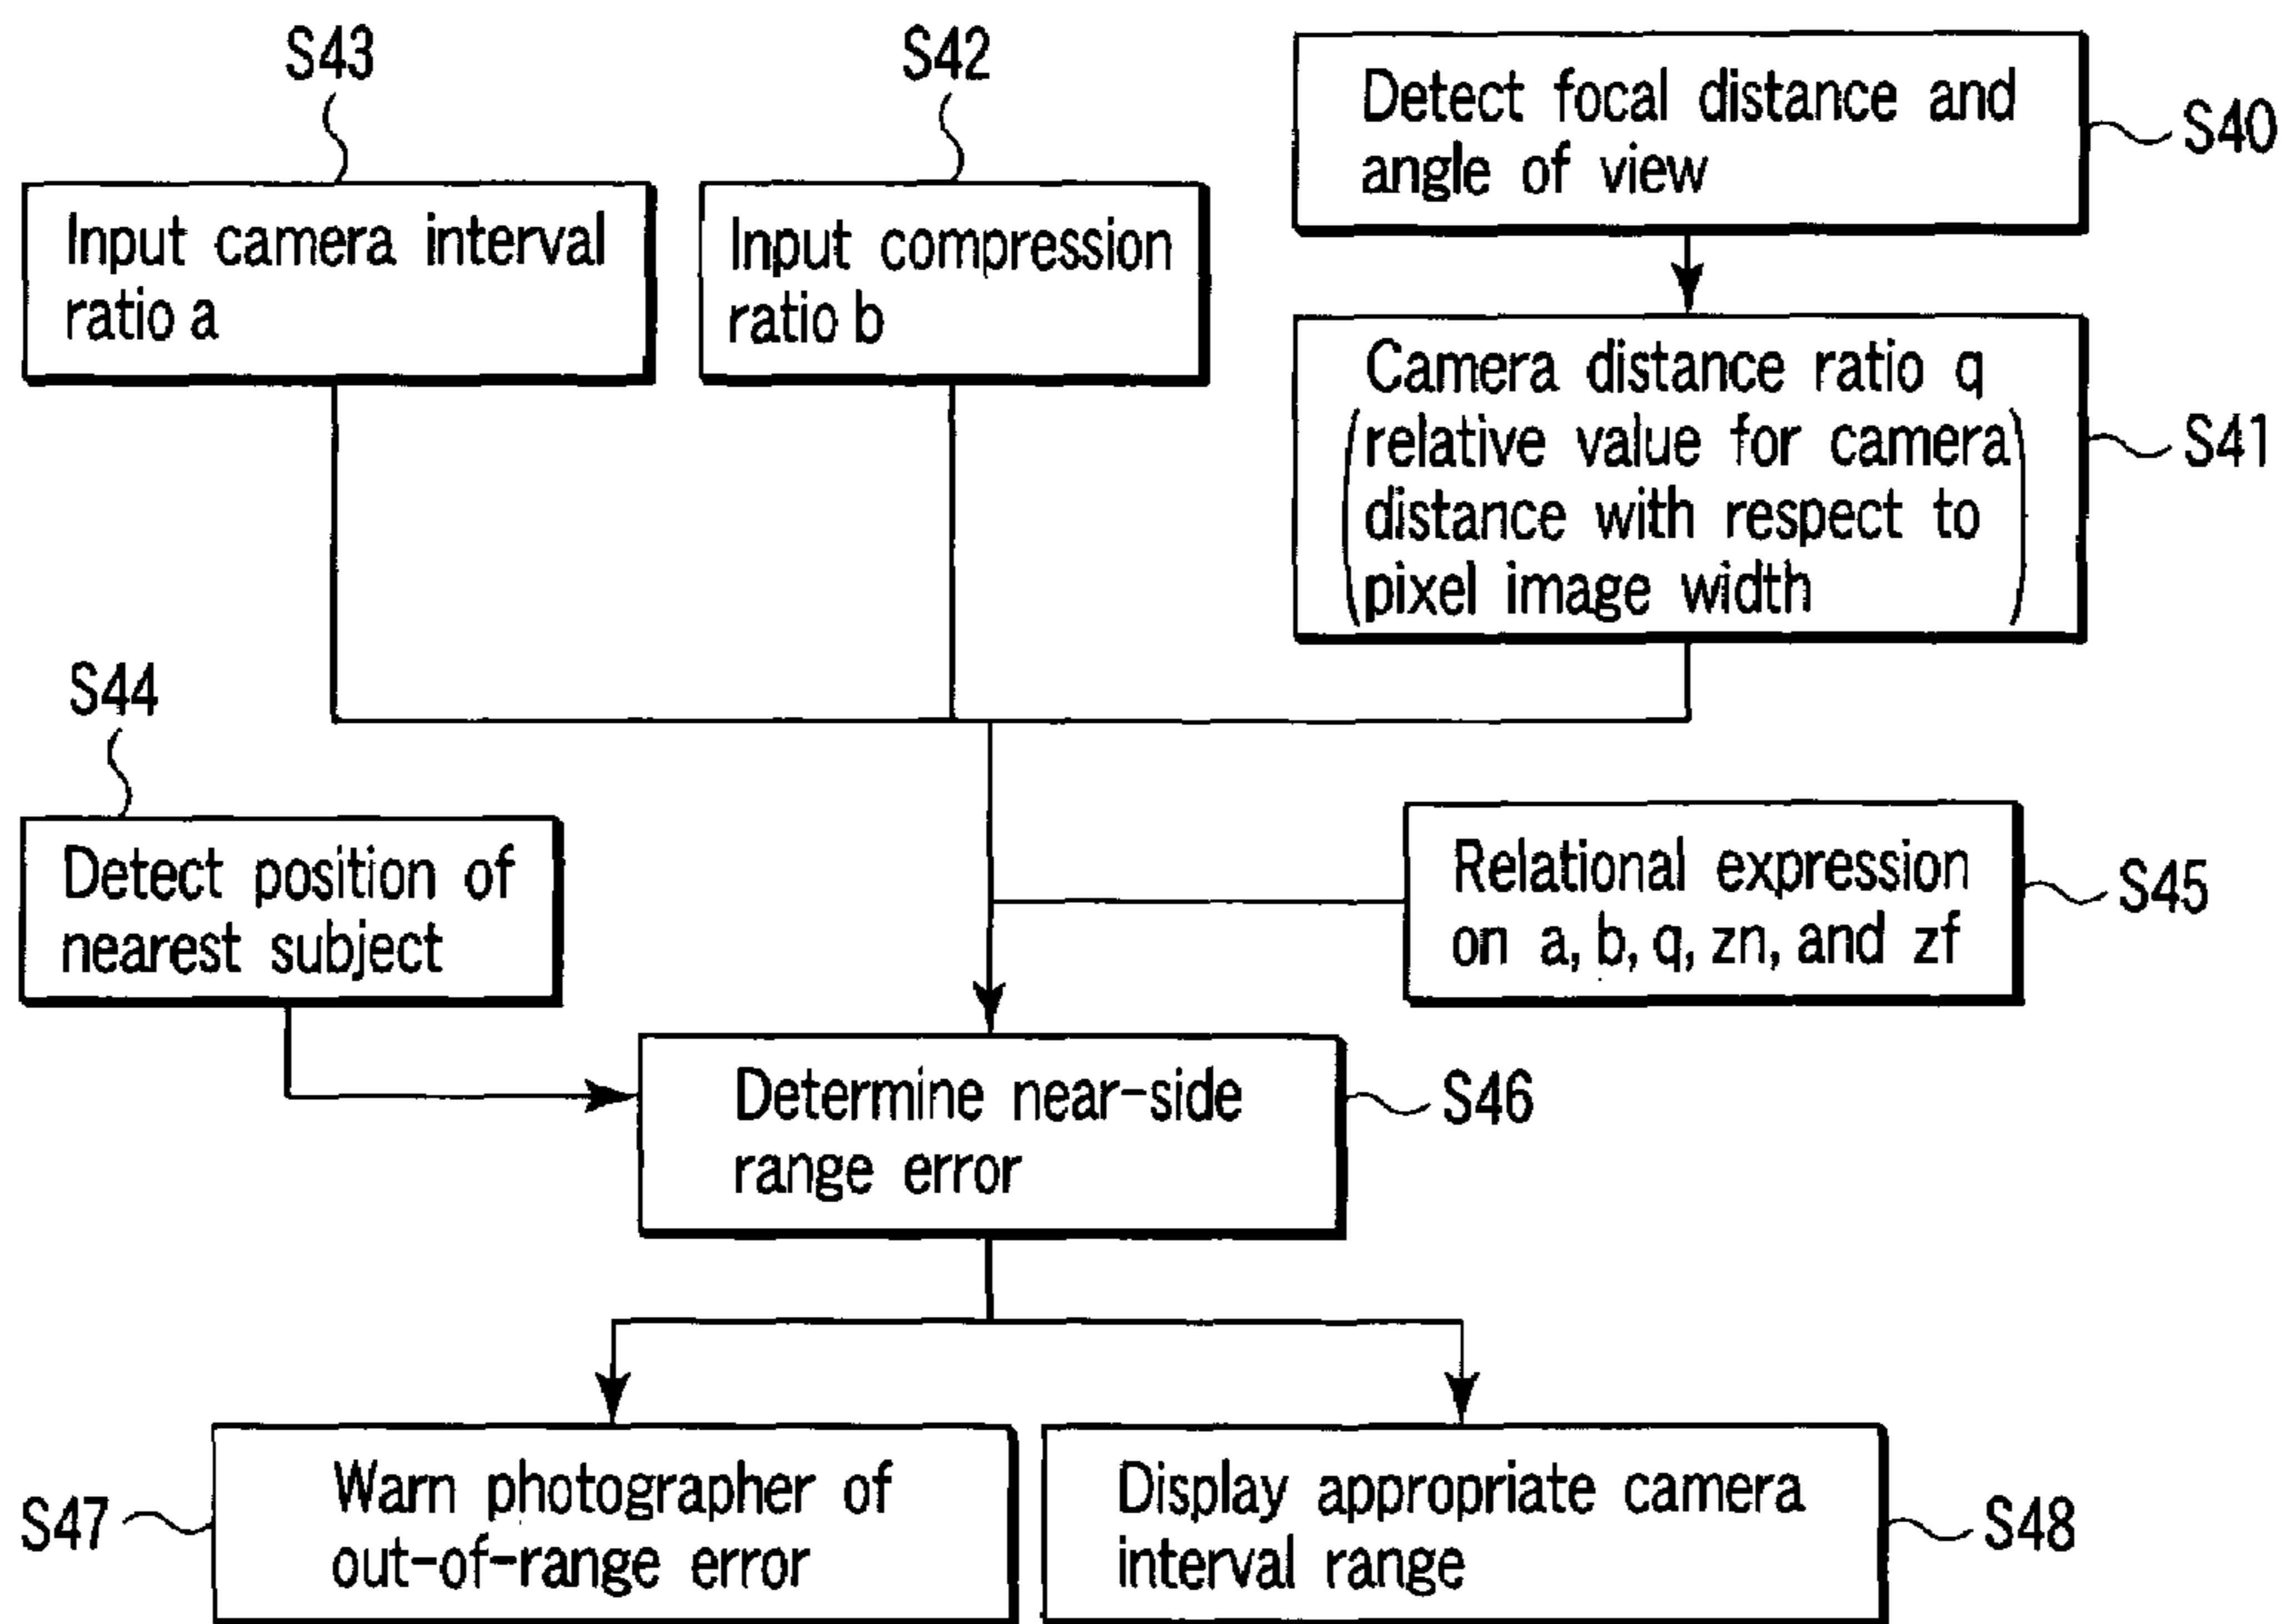 S43
S42
Detect focal distance and
angle of view
S40
Input camera interval
ratio a
Input compression
ratio b
Camera distance ratio q
(relative value for camera
distance with respect to
pixel image width)
S41
S44
Detect position of
nearest subject
Relational expression
on a, b, q, zn, and zf
S45
Determine near-side
range error
S46
S47
Warn photographer of
out-of-range error
Display appropriate camera
interval range
S48